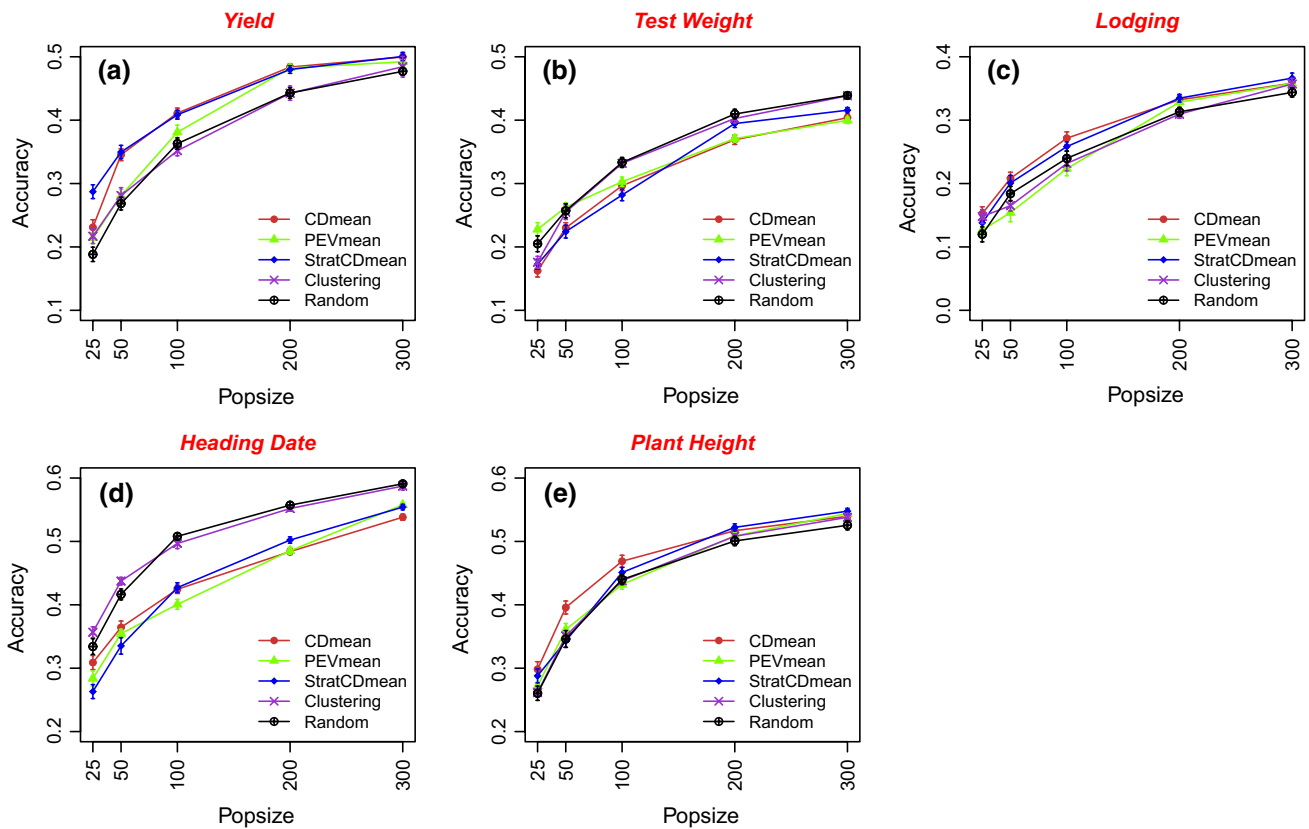 Yield
(a)
Accuracy
0.5
0.4
0.3
0.2
0.1
CDmean
PEVmean
StratCDmean
Clustering
Random
25
50
100
200
300
Popsize
Test Weight
(b)
Accuracy
0.5
0.4
0.3
0.2
0.1
CDmean
PEVmean
StratCDmean
Clustering
Random
25
50
100
200
300
Popsize
Lodging
(c)
Accuracy
0.4
0.3
0.2
0.1
0.0
CDmean
PEVmean
StratCDmean
Clustering
Random
25
50
100
200
300
Popsize
Heading Date
(d)
Accuracy
0.6
0.5
0.4
0.3
0.2
CDmean
PEVmean
StratCDmean
Clustering
Random
25
50
100
200
300
Popsize
Plant Height
(e)
Accuracy
0.6
0.5
0.4
0.3
0.2
CDmean
PEVmean
StratCDmean
Clustering
Random
25
50
100
200
300
Popsize